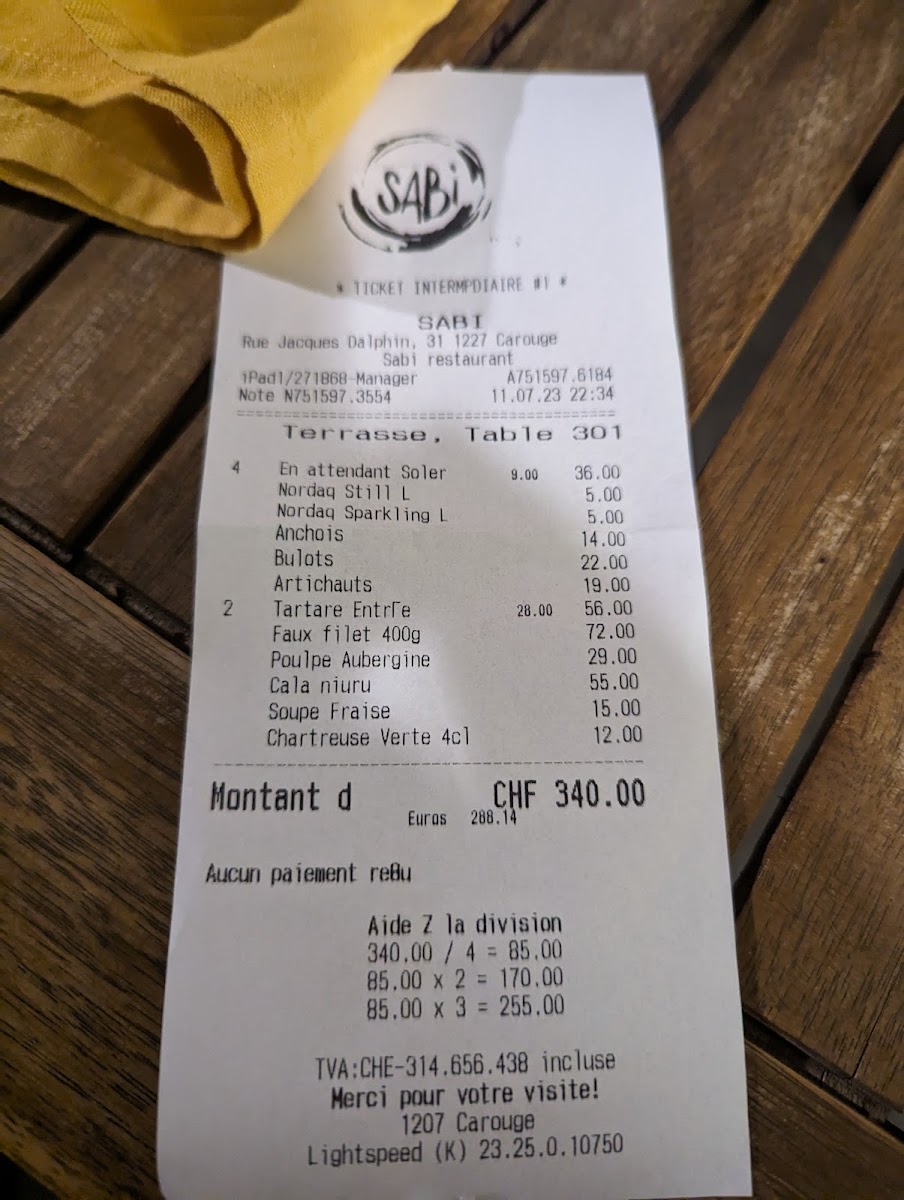 SABi
* TICKET INTERMPDIAIRE #1 *
SABI
Rue Jacques Dalphin, 31 1227 Carouge
Sabi restaurant
iPad1/271868-Manager A751597.6184
Note N751597.3554 11.07.23 22:34
Terrasse, Table 301
4 En attendant Soler 9.00 36.00
Nordaq Still L 5.00
Nordaq Sparkling L 5.00
Anchois 14.00
Bulots 22.00
Artichauts 19.00
2 Tartare EntrΓe 28.00 56.00
Faux filet 400g 72.00
Poulpe Aubergine 29.00
Cala niuru 55.00
Soupe Fraise 15.00
Chartreuse Verte 4cl 12.00
Montant d CHF 340.00
Euros 288.14
Aucun paiement reBu
Aide Z la division
340.00 / 4 = 85.00
85.00 x 2 = 170.00
85.00 x 3 = 255.00
TVA:CHE-314.656.438 incluse
Merci pour votre visite!
1207 Carouge
Lightspeed (K) 23.25.0.10750